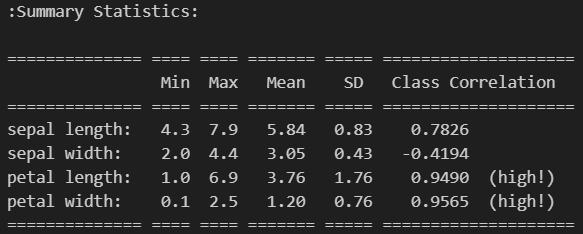 :Summary Statistics:
============== ==== ==== ======= ===== ====================
Min Max Mean SD Class Correlation
============== ==== ==== ======= ===== ====================
sepal length: 4.3 7.9 5.84 0.83 0.7826
sepal width: 2.0 4.4 3.05 0.43 -0.4194
petal length: 1.0 6.9 3.76 1.76 0.9490 (high!)
petal width: 0.1 2.5 1.20 0.76 0.9565 (high!)
============== ==== ==== ======= ===== ====================